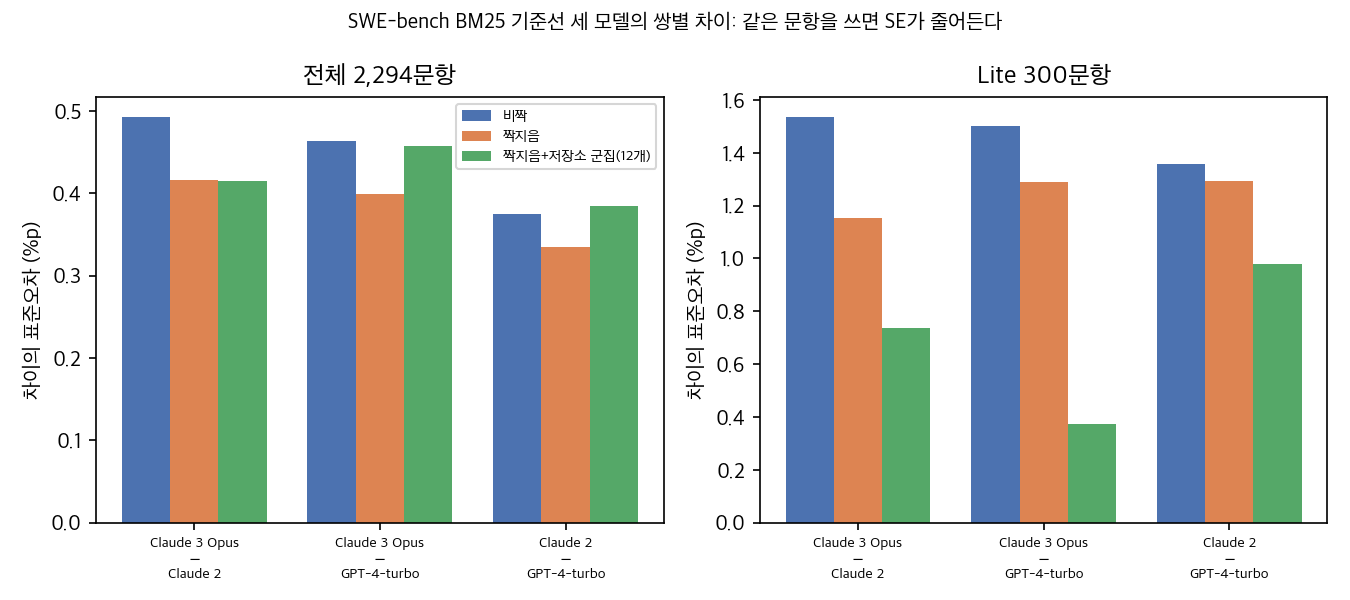 SWE-bench BM25 기준선 세 모델의 쌍별 차이: 같은 문항을 쓰면 SE가 줄어든다
전체 2,294문항
차이의 표준오차 (%p)
0.5
0.4
0.3
0.2
0.1
0.0
비짝
짝지음
짝지음+저장소 군집(12개)
Claude 3 Opus
–
Claude 2
Claude 3 Opus
–
GPT-4-turbo
Claude 2
–
GPT-4-turbo
Lite 300문항
차이의 표준오차 (%p)
1.6
1.4
1.2
1.0
0.8
0.6
0.4
0.2
0.0
Claude 3 Opus
–
Claude 2
Claude 3 Opus
–
GPT-4-turbo
Claude 2
–
GPT-4-turbo